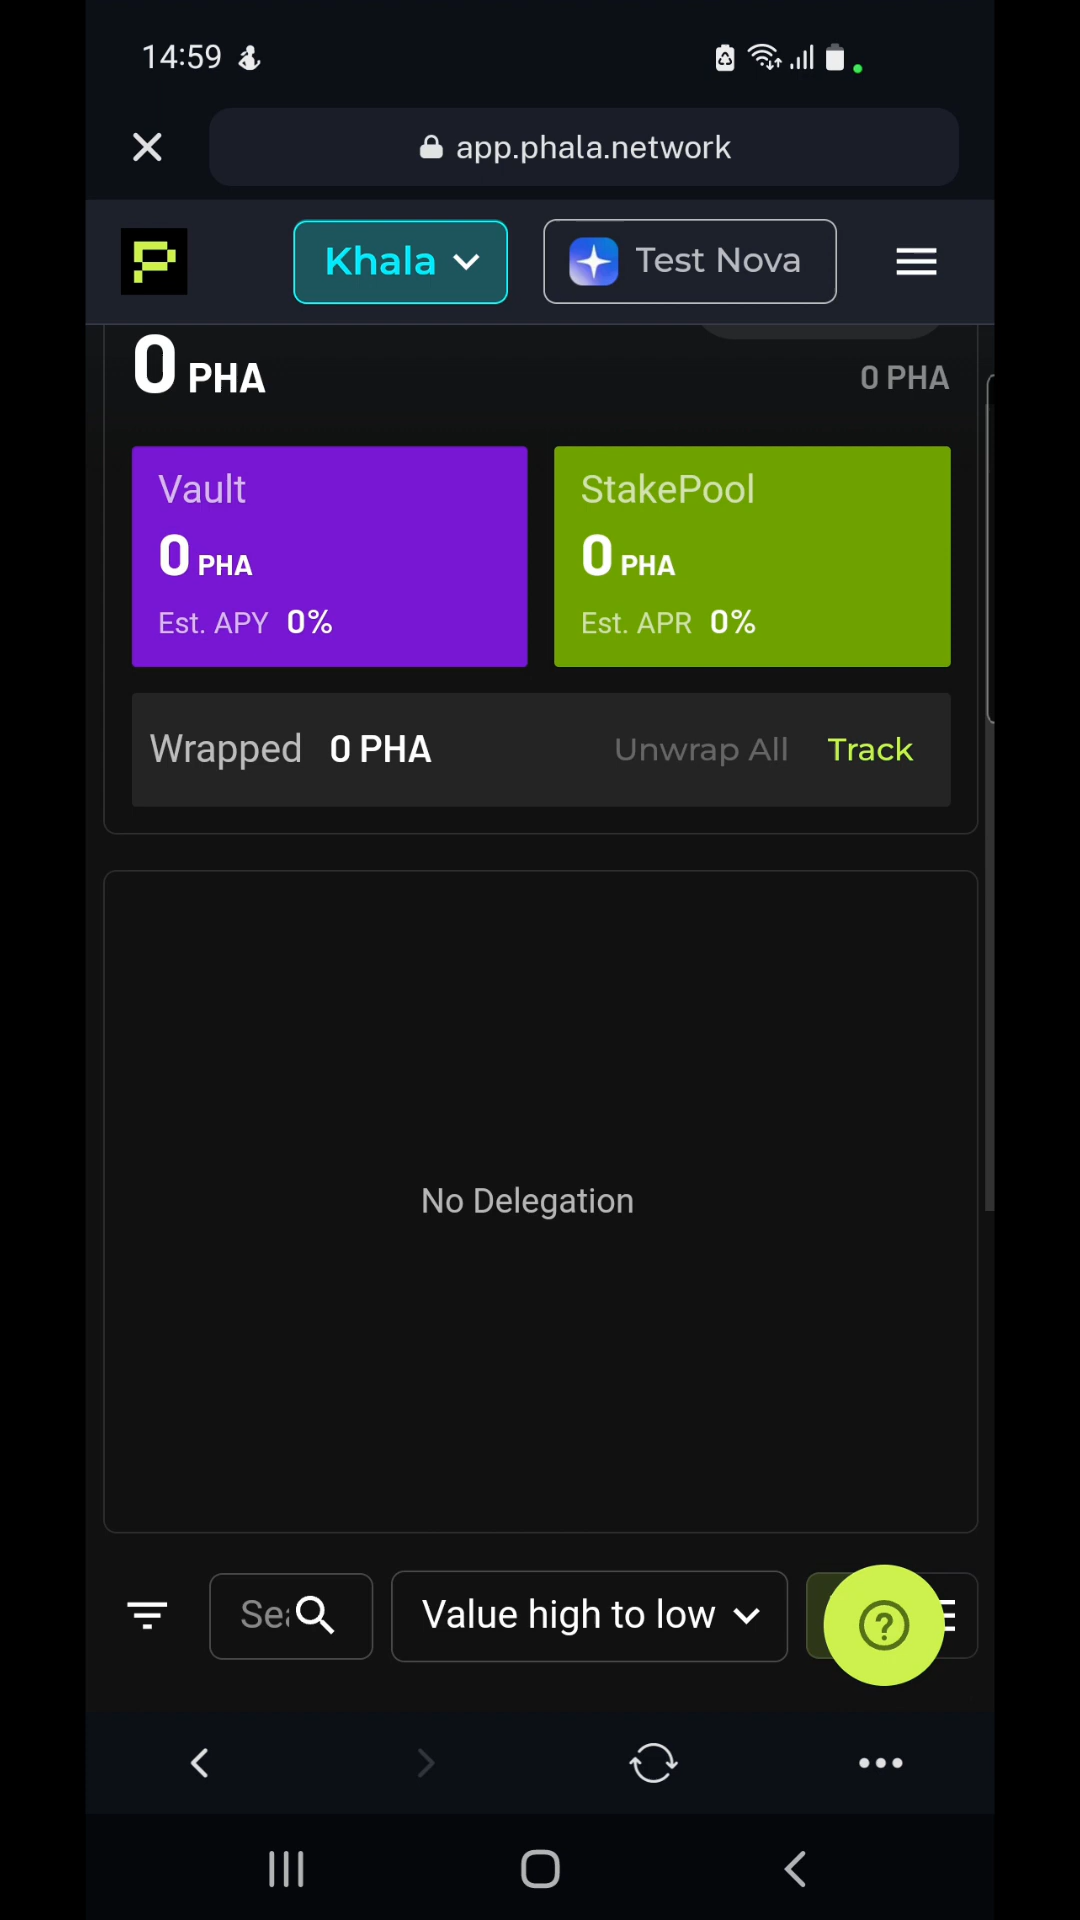 14:59
app.phala.network
Khala
Test Nova
0 PHA
0 PHA
Vault
0 PHA
Est. APY 0%
StakePool
0 PHA
Est. APR 0%
Wrapped 0 PHA
Unwrap All
Track
No Delegation
Sea
Value high to low
?